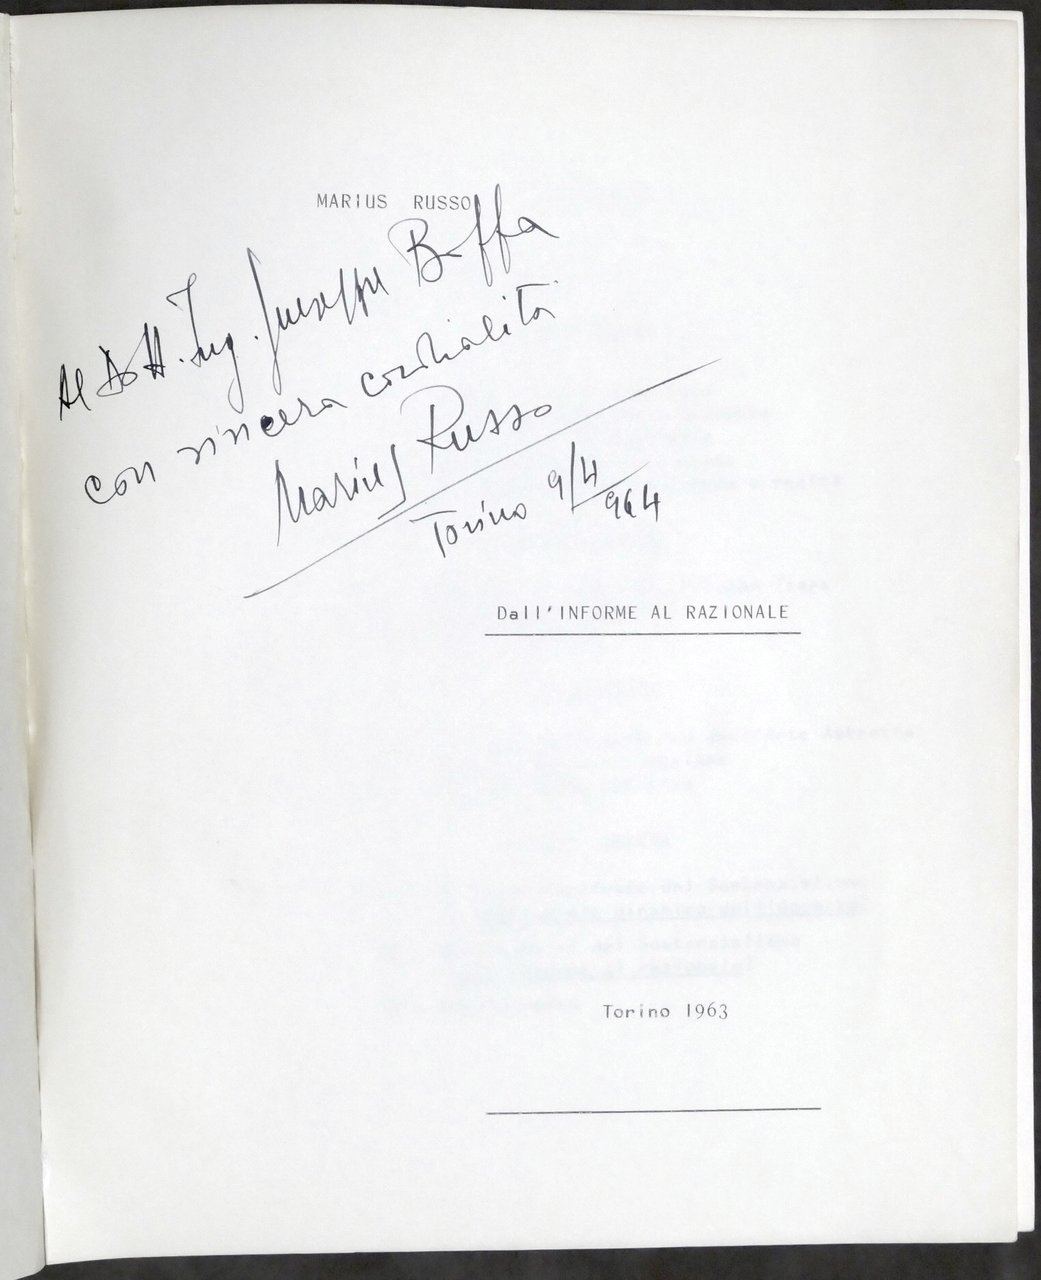 MARIUS RUSSO
Al Dott. Ing. Giuseppe Boffa
con sincera cordialità
Marius Russo
Torino 9/4
964
Dall'INFORME AL RAZIONALE
Torino 1963